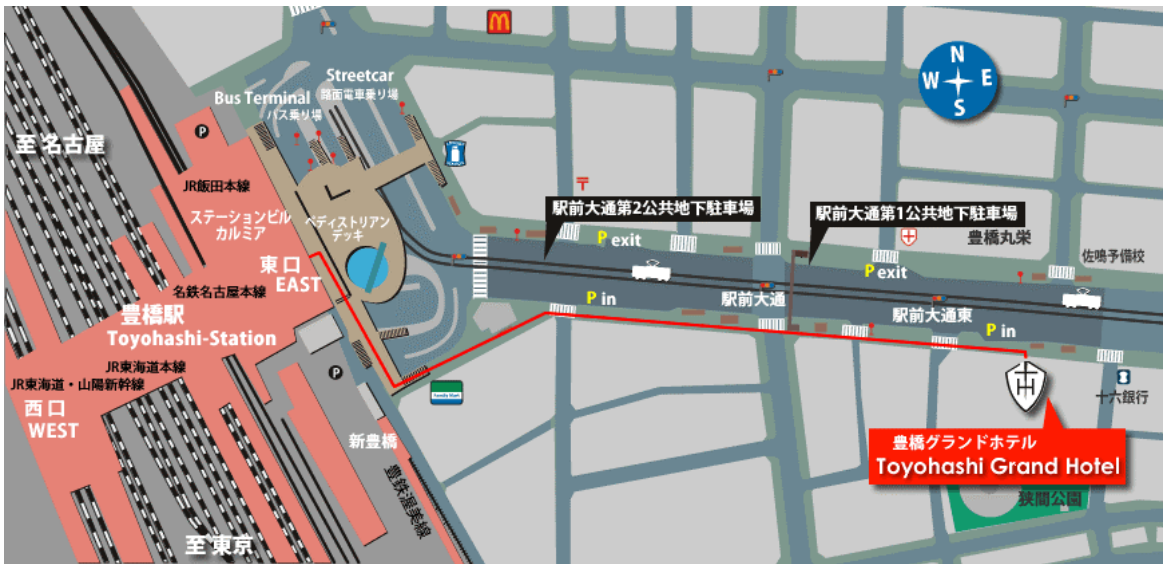 N
W E
S
Streetcar
路面電車乗り場
Bus Terminal
バス乗り場
P
至 名古屋
JR飯田本線
ステーションビル
カルミア
ペディストリアン
デッキ
東口
EAST
名鉄名古屋本線
豊橋駅
Toyohashi-Station
JR東海道本線
JR東海道・山陽新幹線
西口
WEST
P
新豊橋
豊鉄渥美線
至 東京
Family Mart
駅前大通第2公共地下駐車場
P exit
P in
駅前大通第1公共地下駐車場
豊橋丸栄
P exit
佐鳴予備校
駅前大通
駅前大通東
P in
十六銀行
豊橋グランドホテル
Toyohashi Grand Hotel
狭間公園